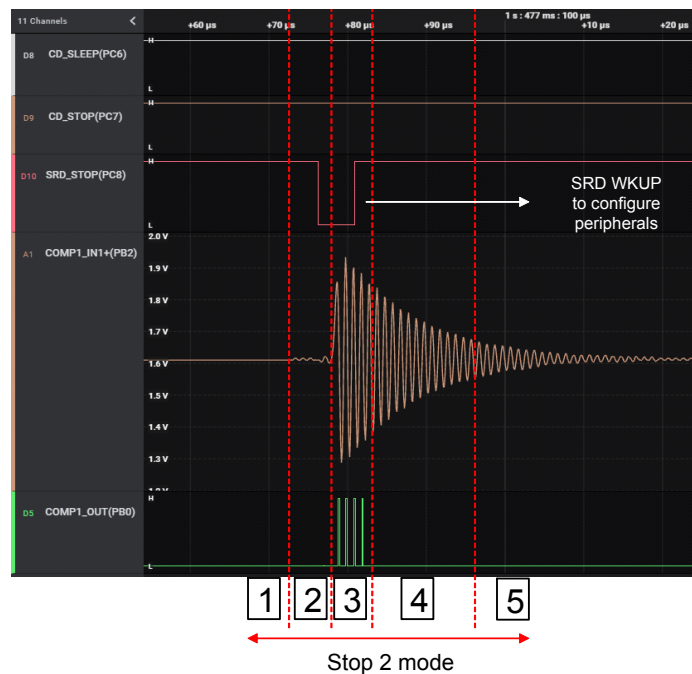 11 Channels
+60 µs
+70 µs
+80 µs
+90 µs
1 s : 477 ms : 100 µs
+10 µs
+20 µs
H
D8 CD_SLEEP(PC6)
L
H
D9 CD_STOP(PC7)
L
H
D10 SRD_STOP(PC8)
L
SRD WKUP
to configure
peripherals
2.0 V
A1 COMP1_IN1+(PB2)
1.9 V
1.8 V
1.7 V
1.6 V
1.5 V
1.4 V
1.3 V
H
D5 COMP1_OUT(PB0)
L
1 2 3 4 5
Stop 2 mode